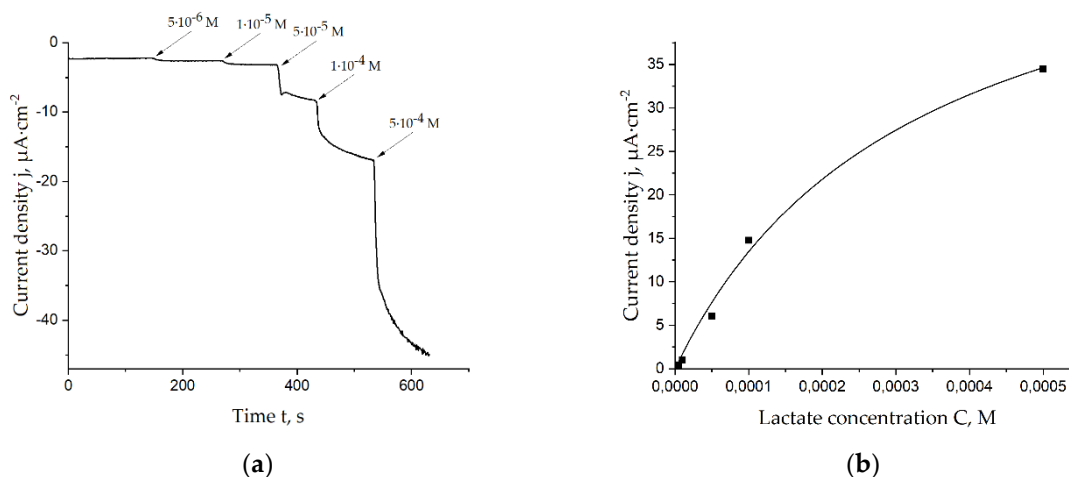 5·10⁻⁶ M
1·10⁻⁵ M
5·10⁻⁵ M
1·10⁻⁴ M
5·10⁻⁴ M
0
-10
-20
-30
-40
Current density j, µA·cm⁻²
0 200 400 600
Time t, s
(a)
35
30
25
20
15
10
5
0
Current density j, µA·cm⁻²
0,0000 0,0001 0,0002 0,0003 0,0004 0,0005
Lactate concentration C, M
(b)